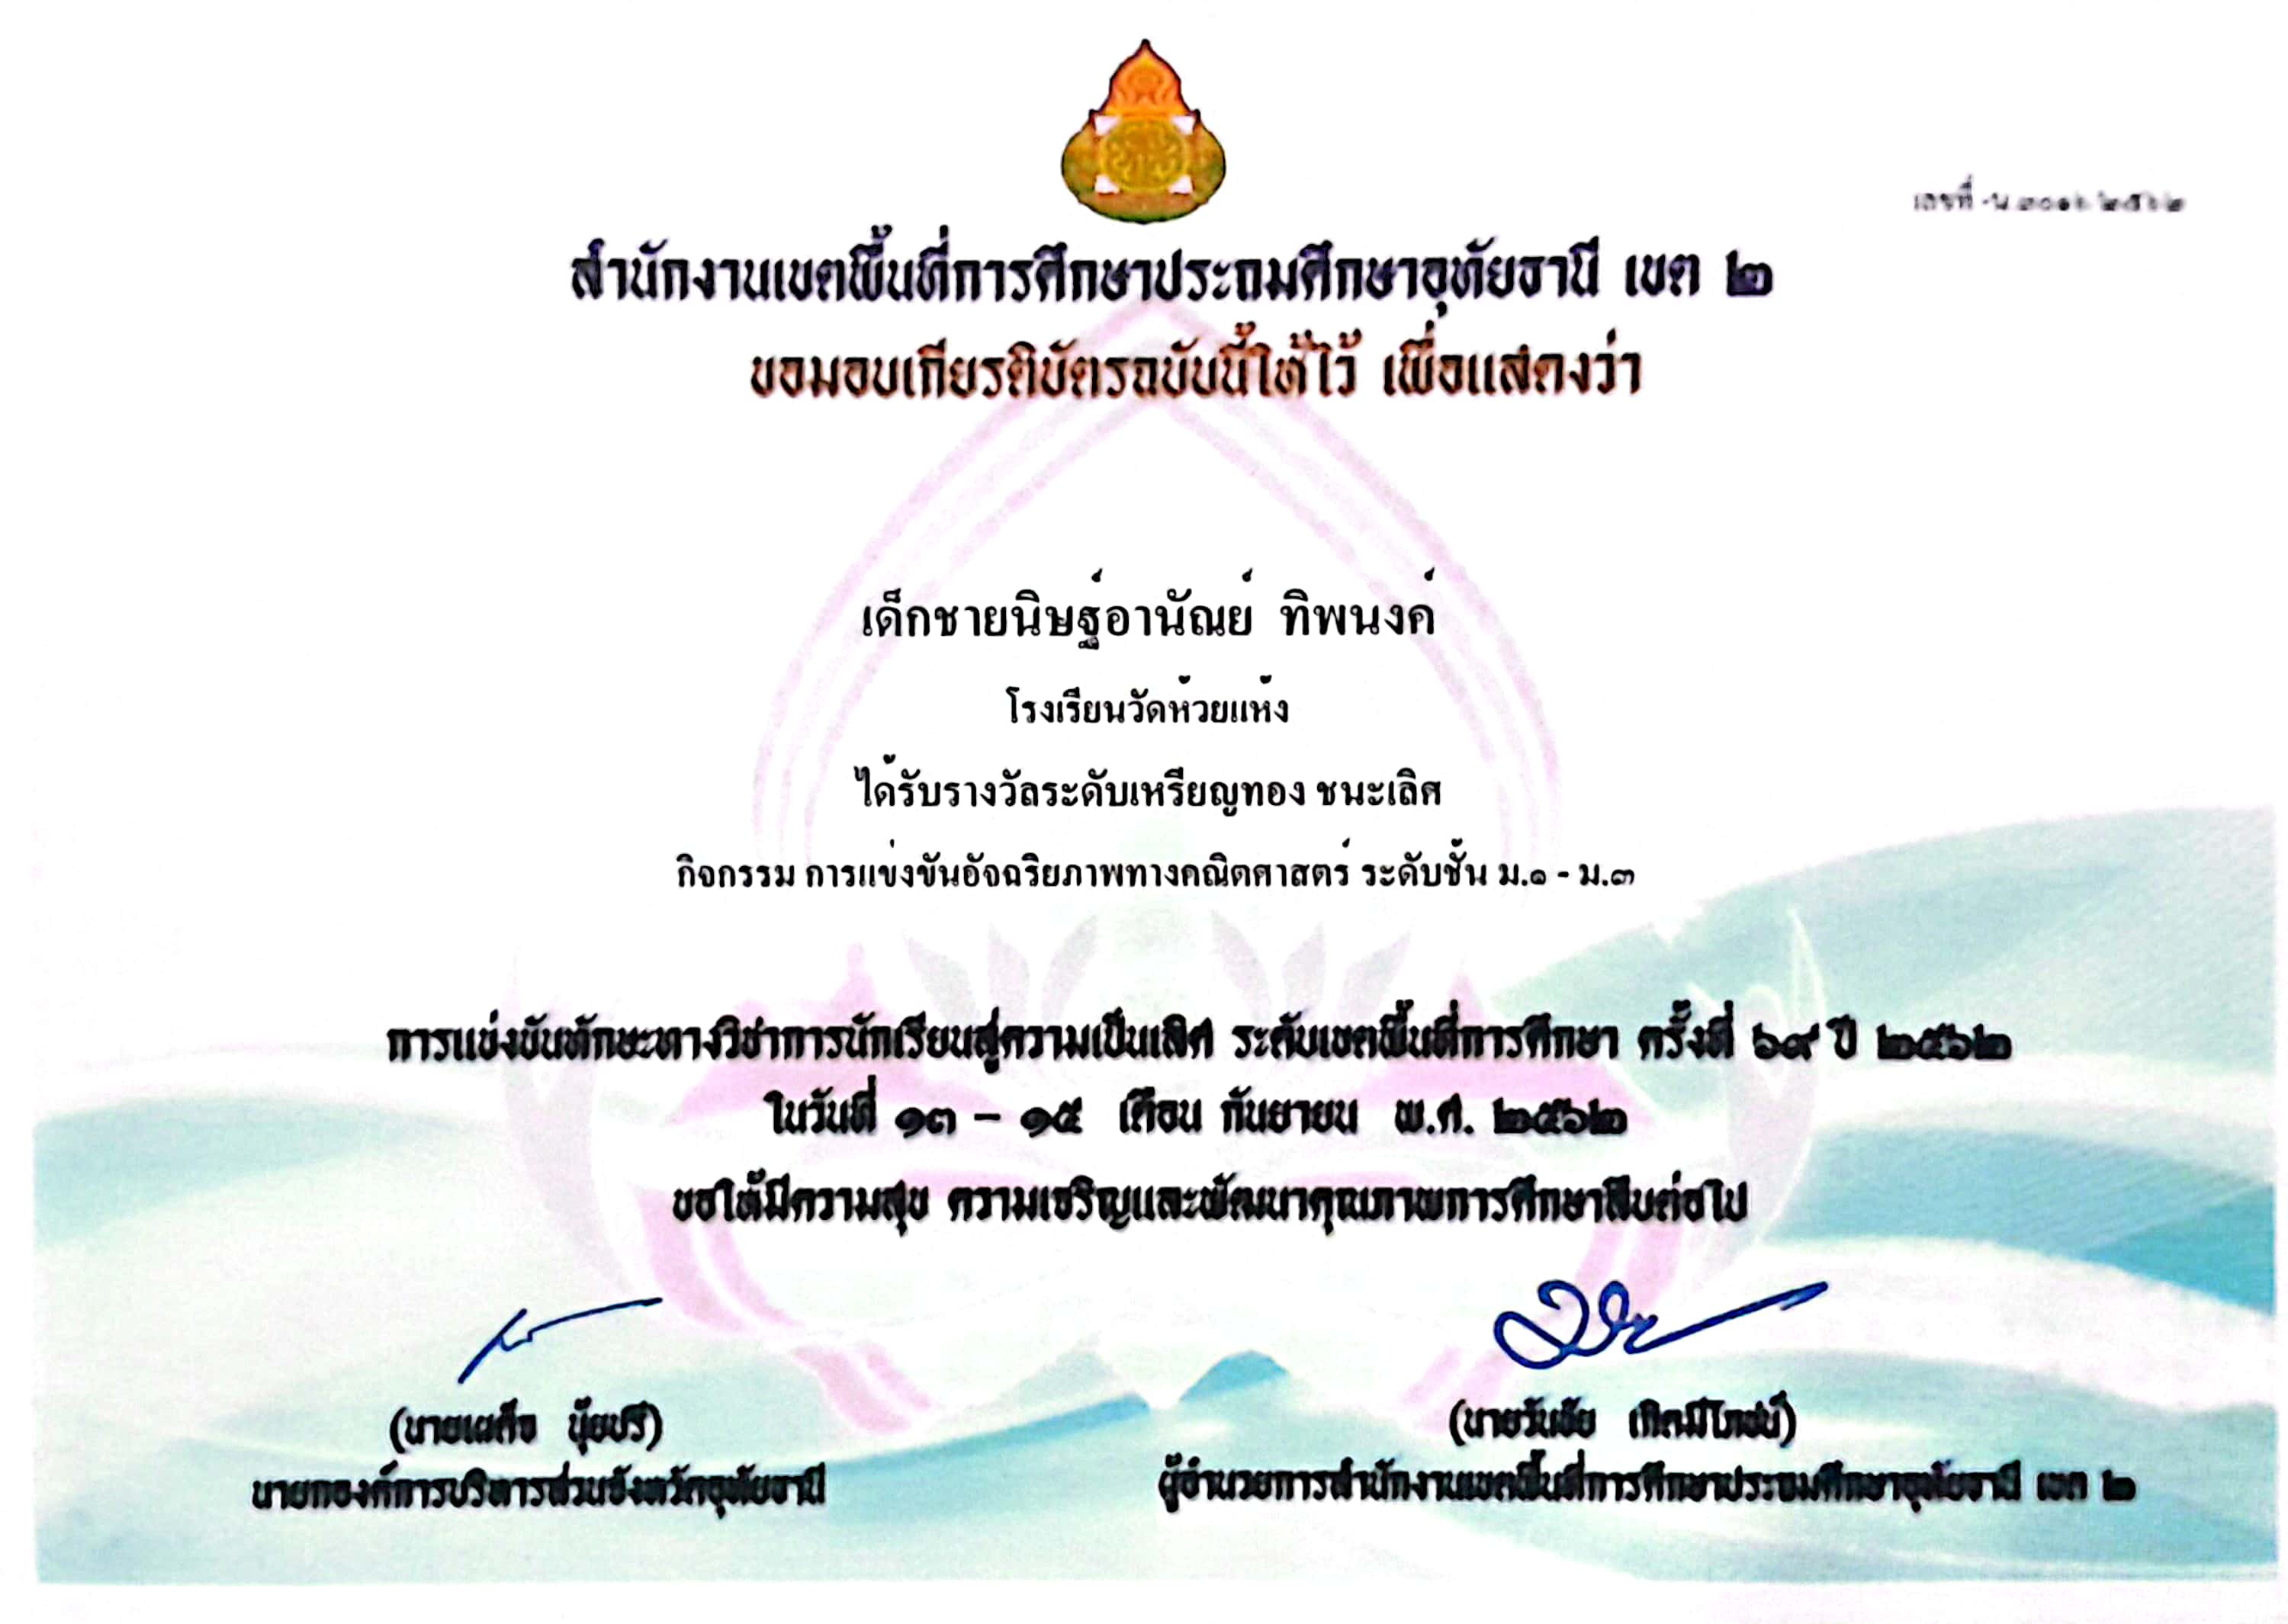 สำนักงานเขตพื้นที่การศึกษาประถมศึกษาอุทัยธานี เขต ๒
ขอมอบเกียรติบัตรฉบับนี้ให้ไว้ เพื่อแสดงว่า
เด็กชายนิษฐ์อานัณย์ ทิพนงค์
โรงเรียนวัดห้วยแห้ง
ได้รับรางวัลระดับเหรียญทอง ชนะเลิศ
กิจกรรม การแข่งขันอัจฉริยภาพทางคณิตศาสตร์ ระดับชั้น ม.๑ - ม.๓
การแข่งขันทักษะทางวิชาการนักเรียนสู่ความเป็นเลิศ ระดับเขตพื้นที่การศึกษา ครั้งที่ ๖๙ ปี ๒๕๖๒
ในวันที่ ๑๓ – ๑๕ เดือน กันยายน พ.ศ. ๒๕๖๒
ขอให้มีความสุข ความเจริญและพัฒนาคุณภาพการศึกษาสืบต่อไป
(นายเผด็จ นุ้ยปรี)
นายกองค์การบริหารส่วนจังหวัดอุทัยธานี
(นายวันชัย เกิดมีโภชน์)
ผู้อำนวยการสำนักงานเขตพื้นที่การศึกษาประถมศึกษาอุทัยธานี เขต ๒